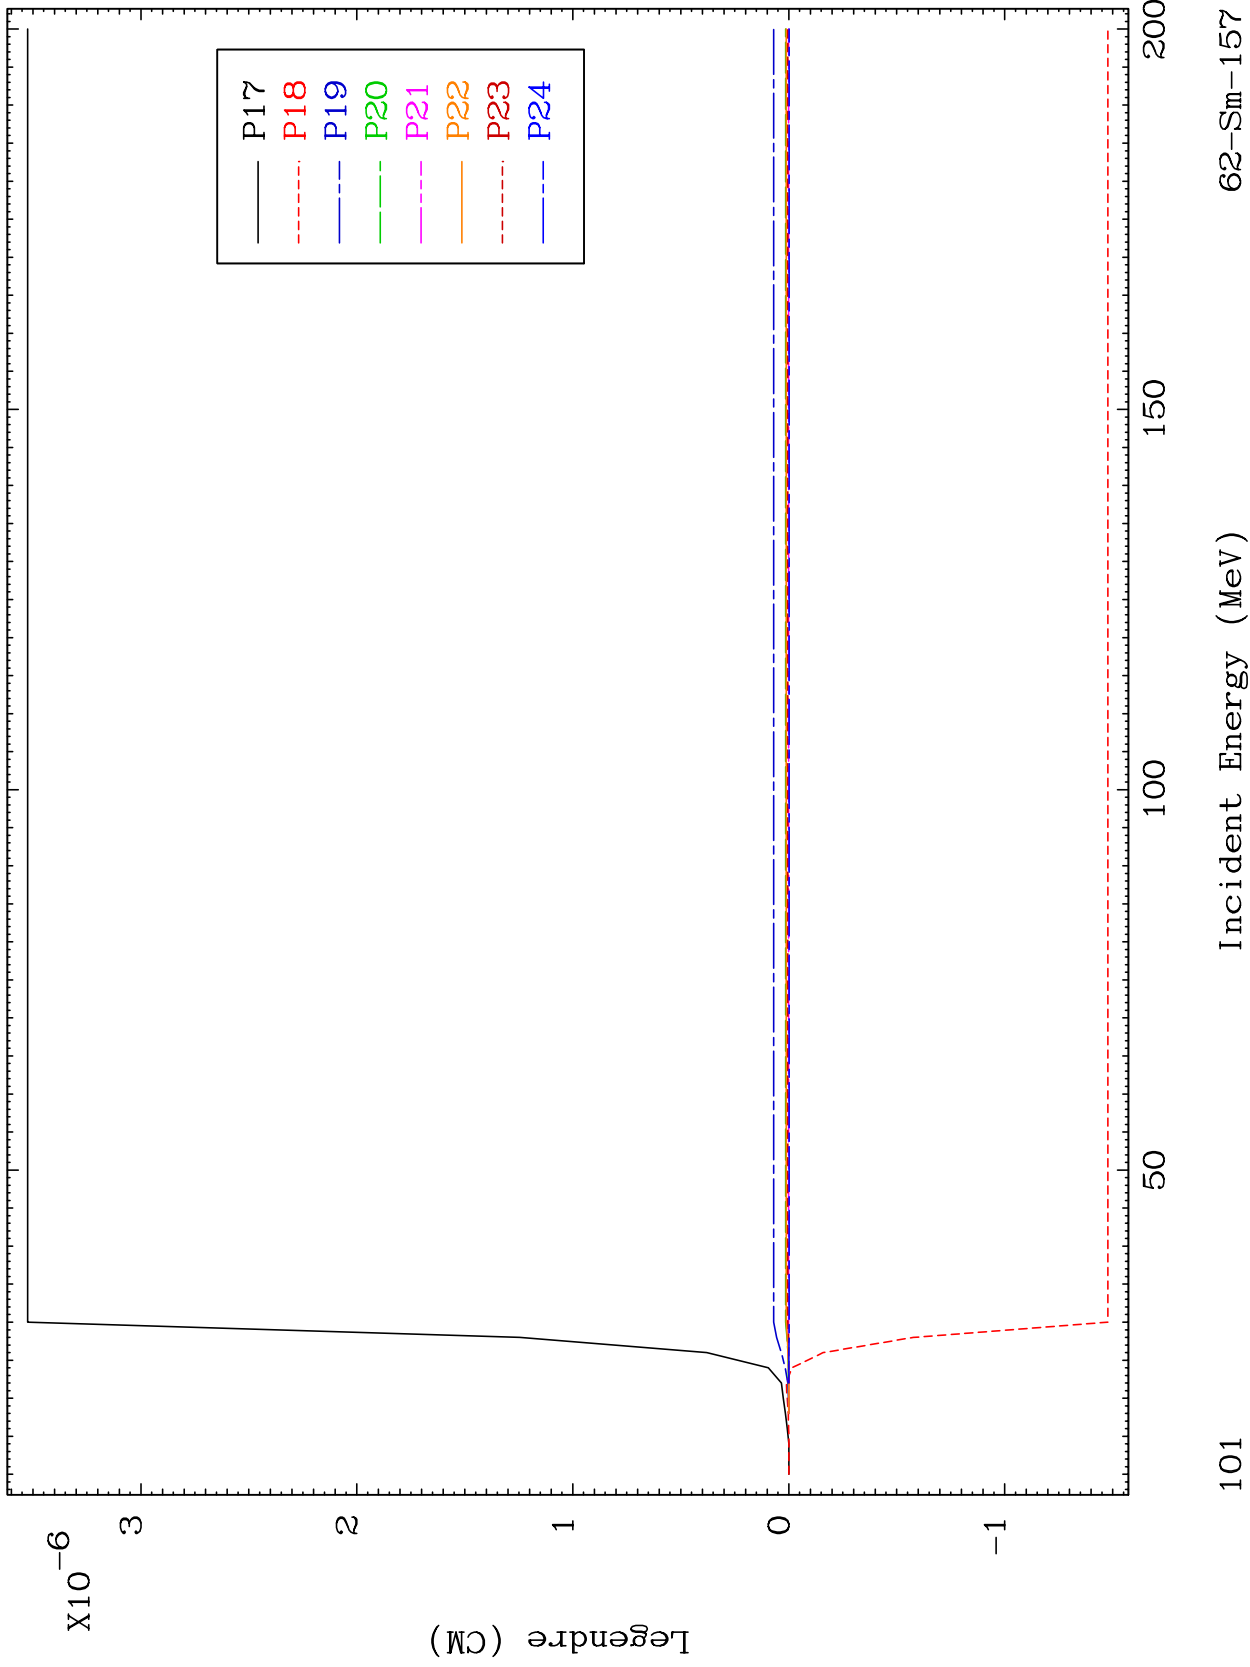 X10-6
3
2
1
0
-1
Legendre (CM)
P17
P18
P19
P20
P21
P22
P23
P24
50
100
150
200
101
Incident Energy (MeV)
62-Sm-157